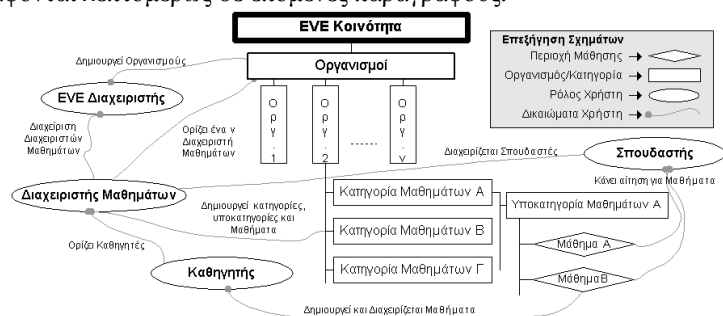 EVE Κοινότητα
Οργανισμοί
Ο ρ γ . 1
Ο ρ γ . 2
......
Ο ρ γ . ν
Επεξήγηση Σχημάτων
Περιοχή Μάθησης
Οργανισμός/Κατηγορία
Ρόλος Χρήστη
Δικαιώματα Χρήστη
Δημιουργεί Οργανισμούς
EVE Διαχειριστής
Διαχείριση
Διαχειριστών
Μαθημάτων
Ορίζει ένα ν
Διαχειριστή
Μαθημάτων
Διαχειρίζεται Σπουδαστές
Σπουδαστής
Κάνει αίτηση για Μαθήματα
Διαχειριστής Μαθημάτων
Δημιουργεί κατηγορίες,
υποκατηγορίες και
Μαθήματα
Κατηγορία Μαθημάτων Α
Κατηγορία Μαθημάτων Β
Κατηγορία Μαθημάτων Γ
Υποκατηγορία Μαθημάτων Α
Μάθημα Α
Μάθημα Β
Ορίζει Καθηγητές
Καθηγητής
Δημιουργεί και Διαχειρίζεται Μαθήματα